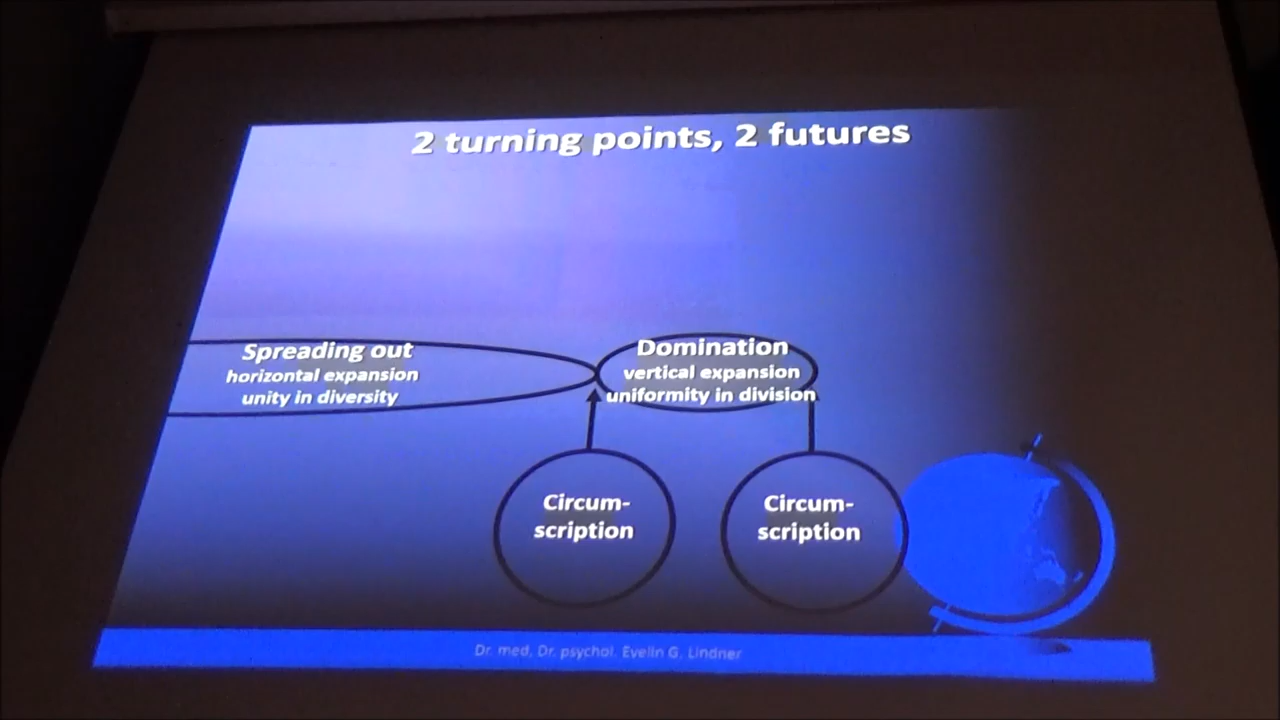 2 turning points, 2 futures
Spreading out
horizontal expansion
unity in diversity
Domination
vertical expansion
uniformity in division
Circum-
scription
Circum-
scription
Dr. med. Dr. psychol. Evelin G. Lindner